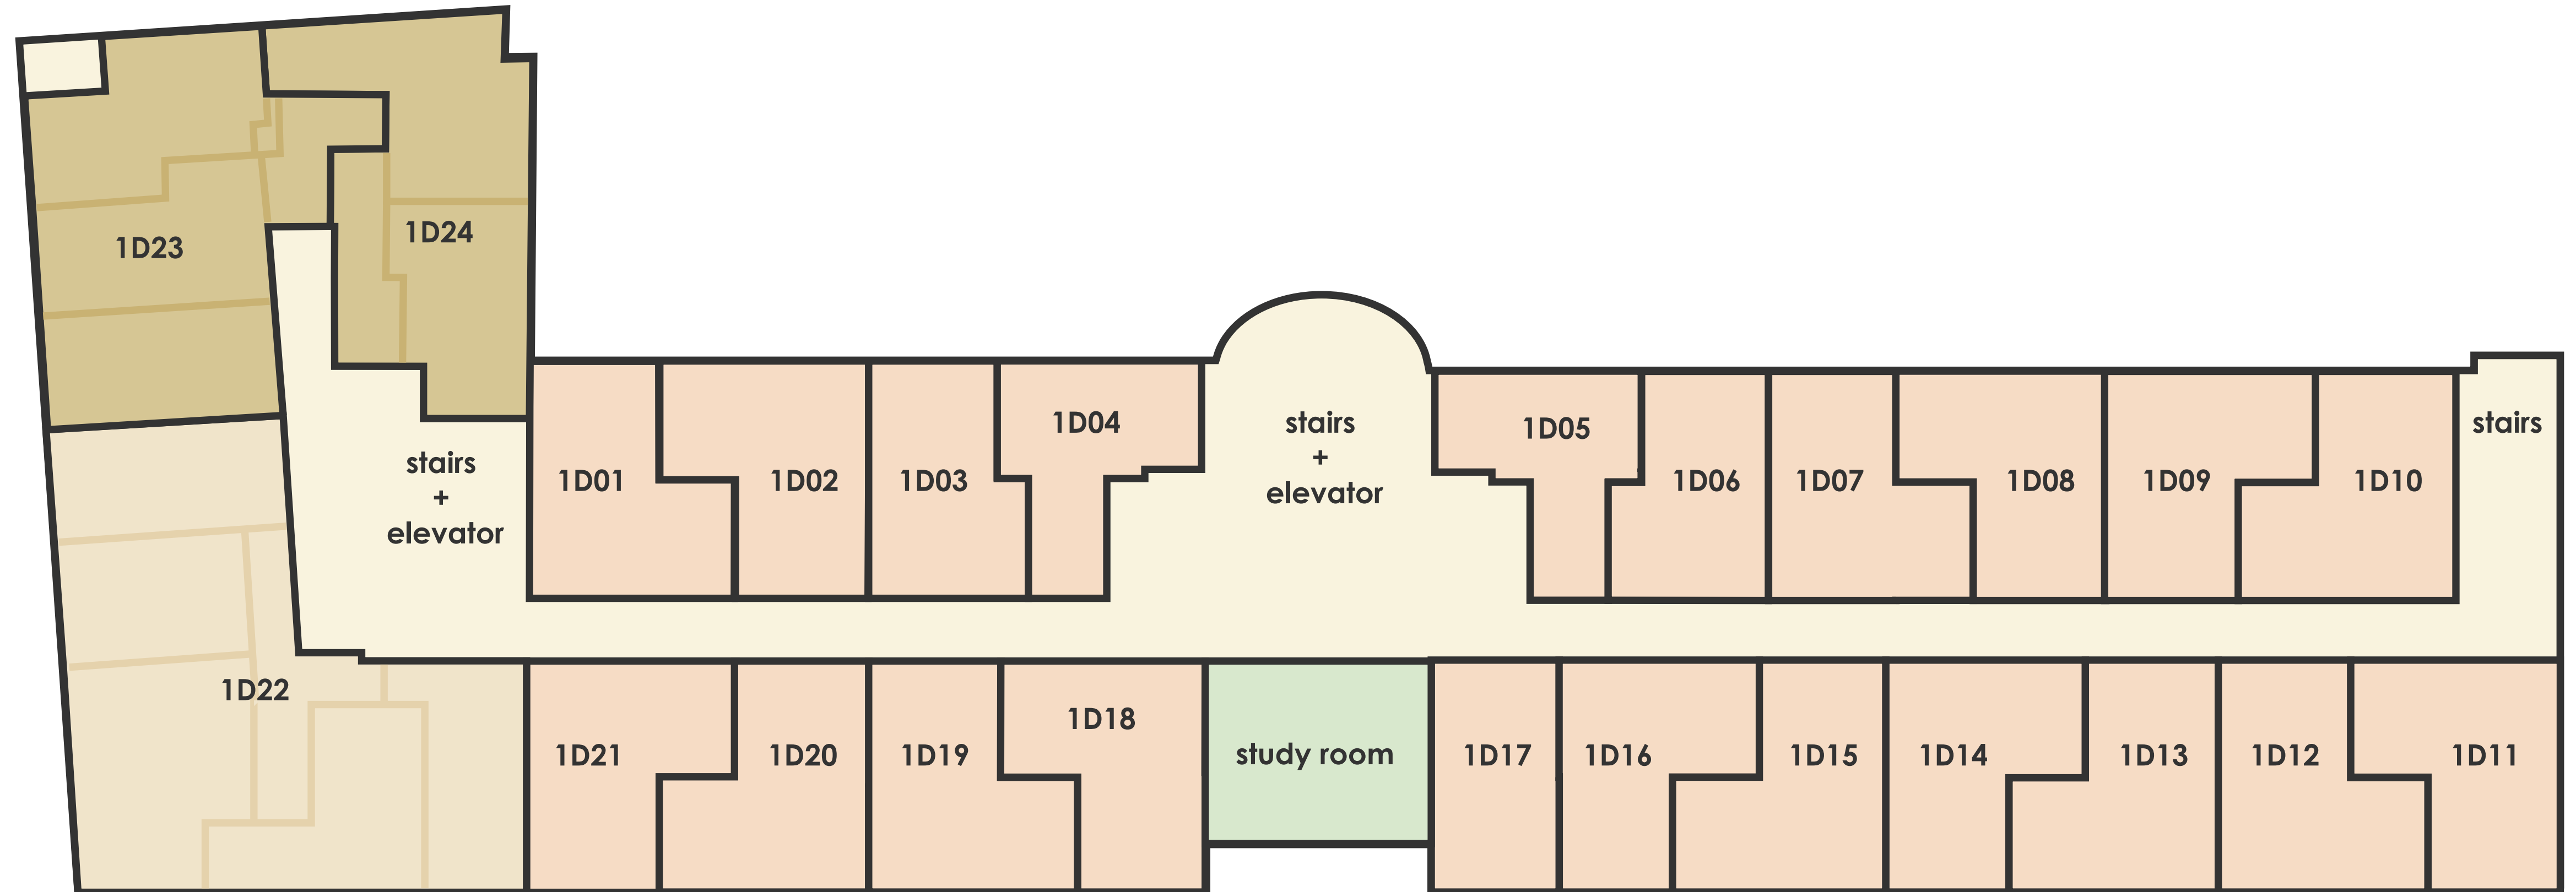 1D23
1D24
stairs
+
elevator
1D01
1D02
1D03
1D04
stairs
+
elevator
1D05
1D06
1D07
1D08
1D09
1D10
stairs
1D22
1D21
1D20
1D19
1D18
study room
1D17
1D16
1D15
1D14
1D13
1D12
1D11